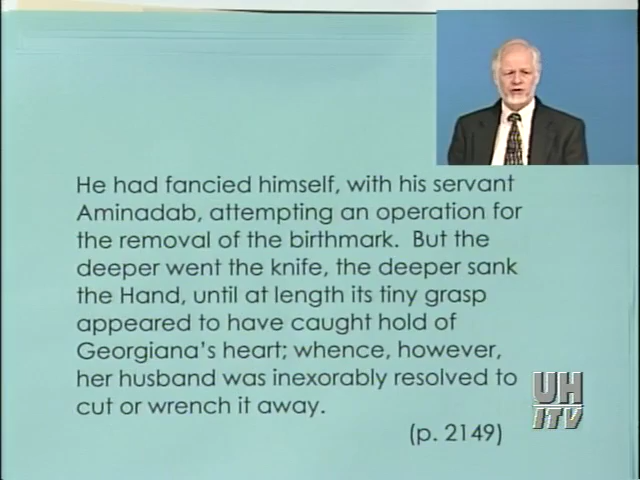 He had fancied himself, with his servant
Aminadab, attempting an operation for
the removal of the birthmark.  But the
deeper went the knife, the deeper sank
the Hand, until at length its tiny grasp
appeared to have caught hold of
Georgiana's heart; whence, however,
her husband was inexorably resolved to
cut or wrench it away.
(p. 2149)
UH
ITV